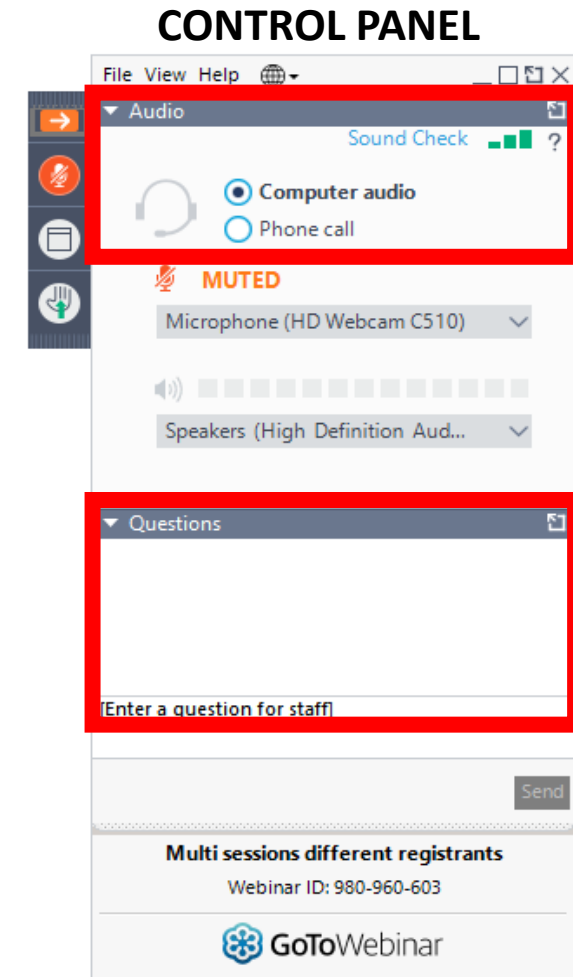 CONTROL PANEL
File View Help
Audio
Sound Check ?
Computer audio
Phone call
MUTED
Microphone (HD Webcam C510)
Speakers (High Definition Aud...
Questions
[Enter a question for staff]
Send
Multi sessions different registrants
Webinar ID: 980-960-603
GoToWebinar